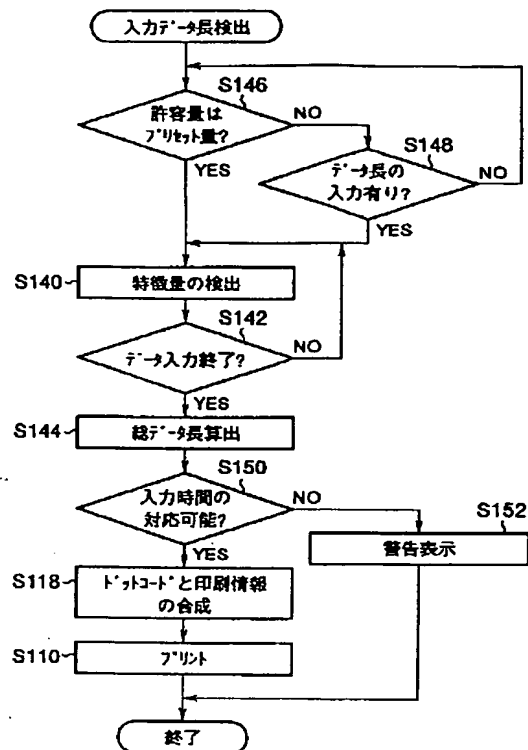 入力データ長検出
S146
許容量は
プリセット量?
NO
YES
S148
データ長の
入力有り?
NO
YES
S140
特徴量の検出
S142
データ入力終了?
NO
YES
S144
総データ長算出
S150
入力時間の
対応可能?
NO
YES
S152
警告表示
S118
ドットコードと印刷情報
の合成
S110
プリント
終了